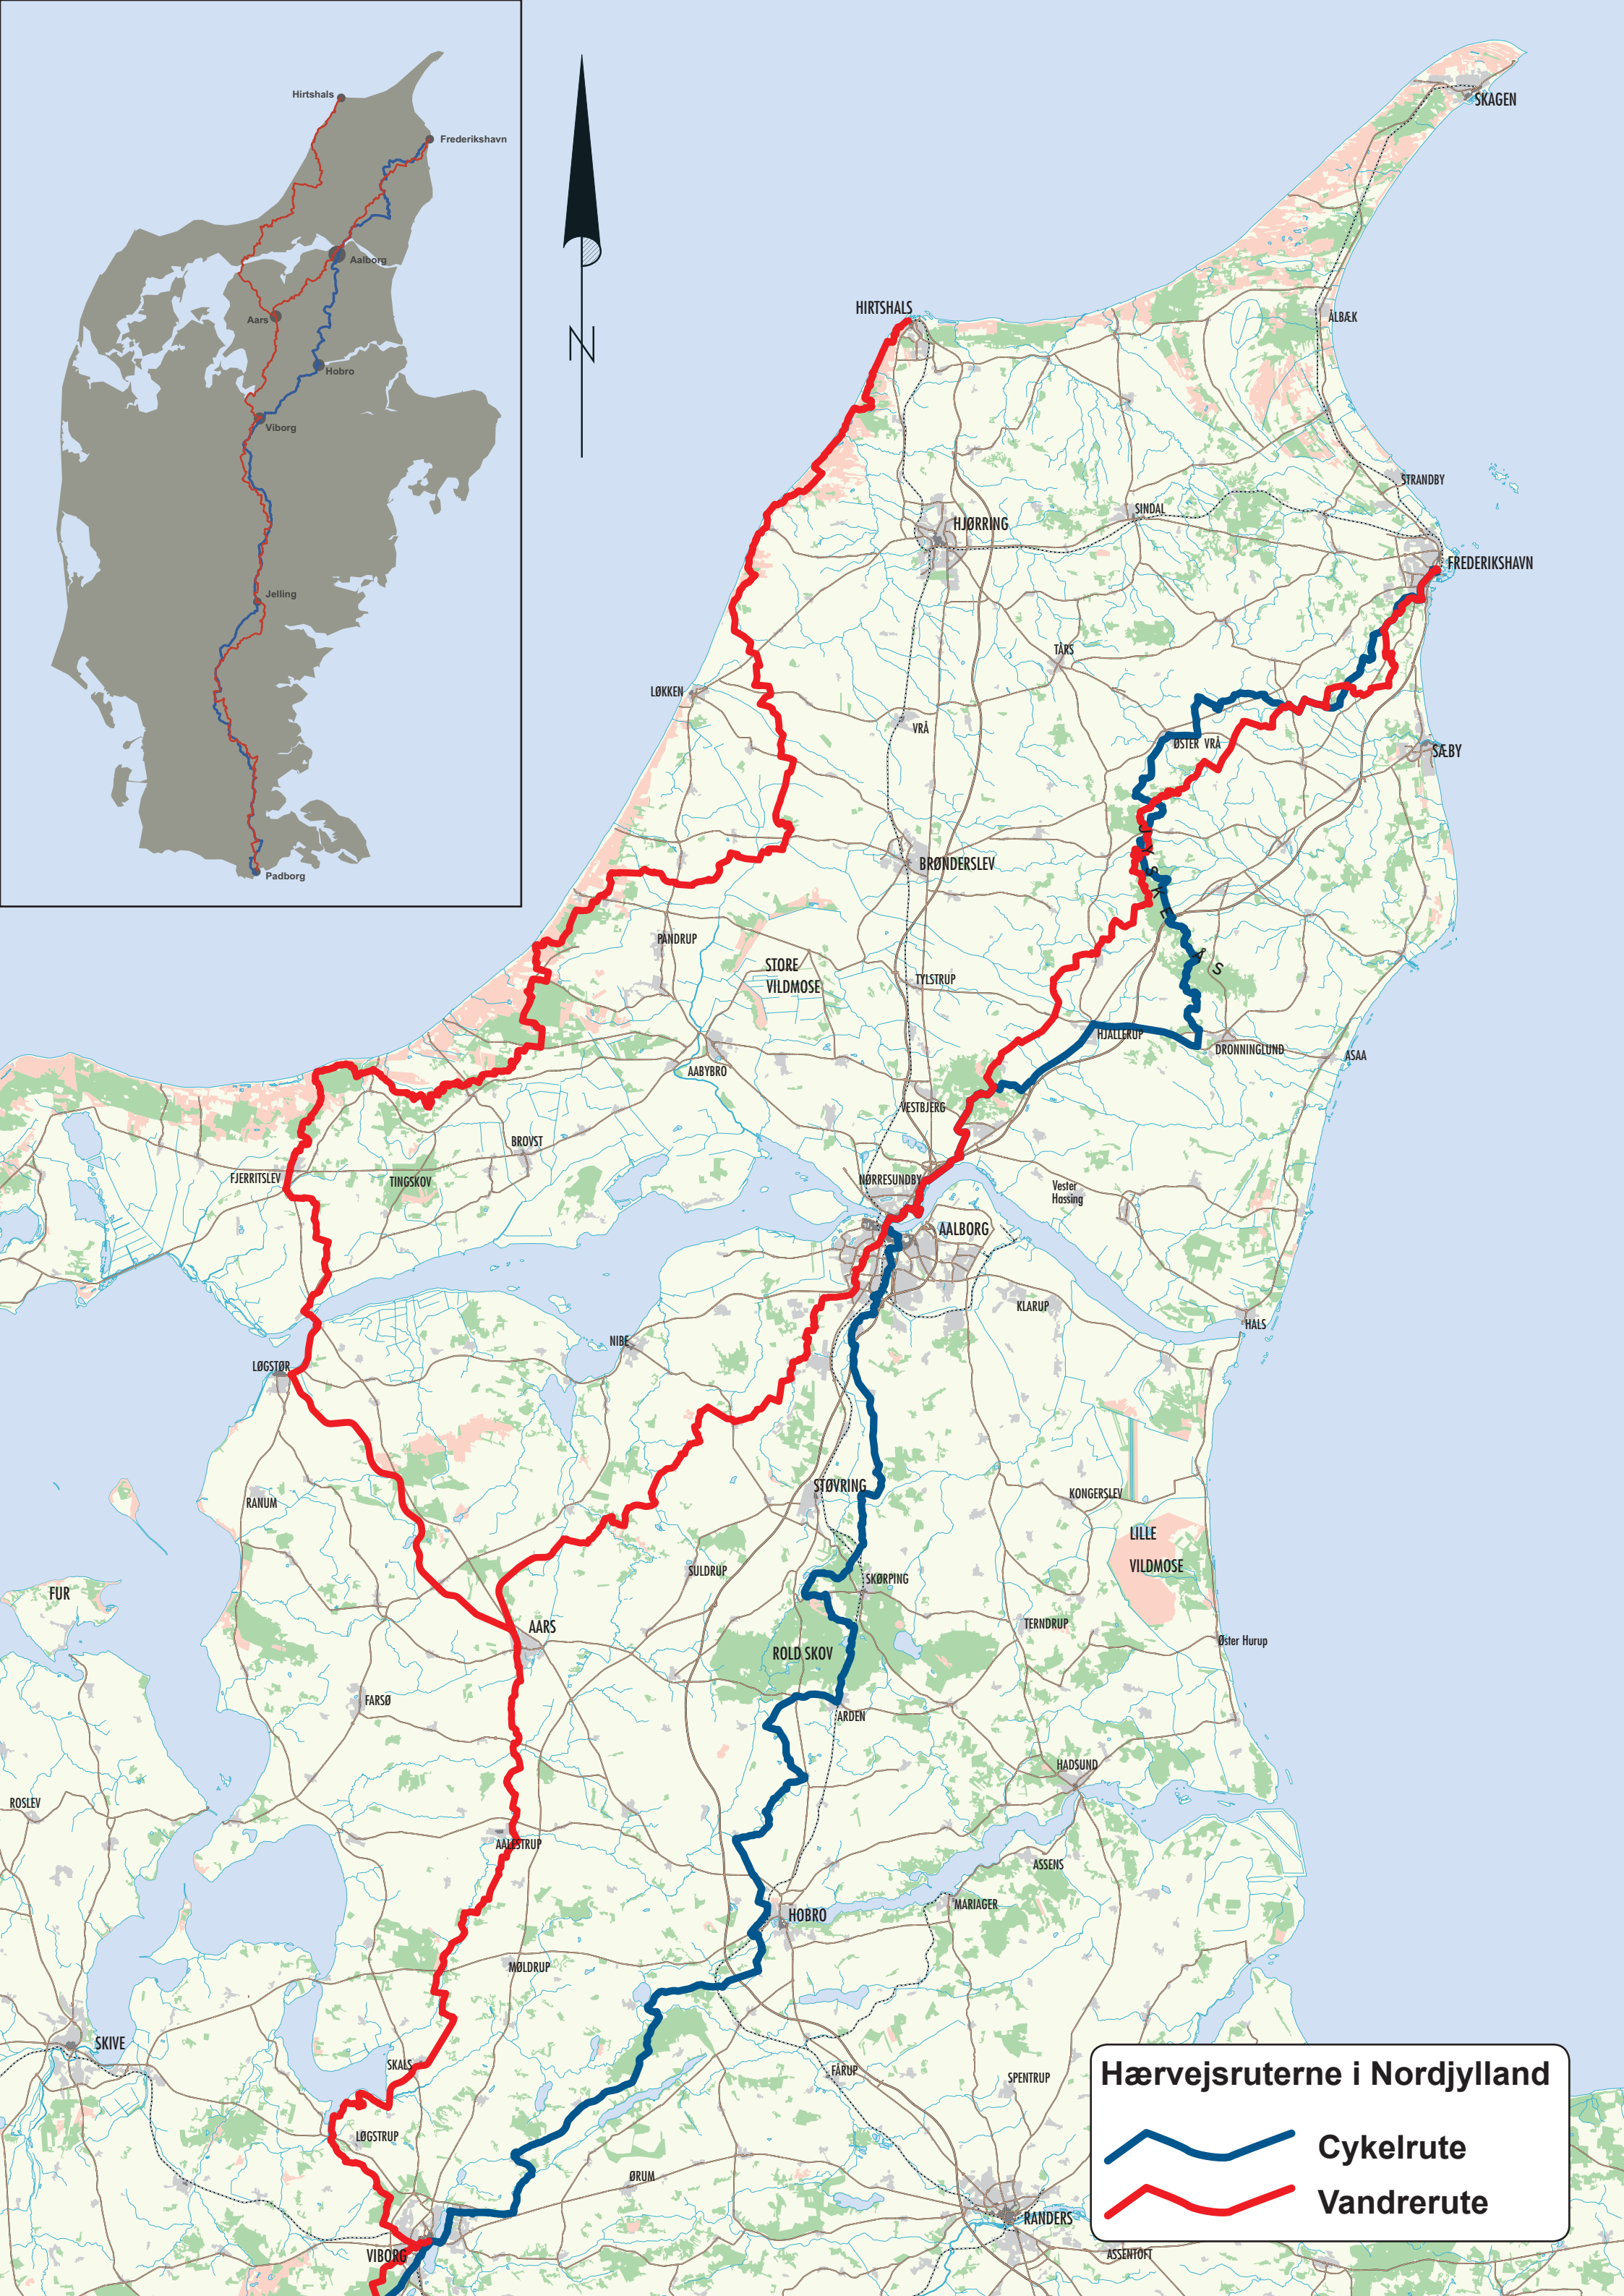 Hirtshals
Frederikshavn
Aalborg
Aars
Hobro
Viborg
Jelling
Padborg
N
SKAGEN
HIRTSHALS
ÅLBÆK
STRANDBY
HJØRRING
SINDAL
FREDERIKSHAVN
TÅRS
LØKKEN
VRÅ
ØSTER VRÅ
SÆBY
JYSKE ÅS
BRØNDERSLEV
PANDRUP
STORE
VILDMOSE
TYLSTRUP
HJALLERUP
DRONNINGLUND
ASAA
AABYBRO
VESTBJERG
BROVST
FJERRITSLEV
TINGSKOV
NØRRESUNDBY
Vester
Hassing
AALBORG
KLARUP
HALS
NIBE
LØGSTØR
RANUM
STØVRING
KONGERSLEV
LILLE
VILDMOSE
SULDRUP
SKØRPING
FUR
AARS
TERNDRUP
Øster Hurup
ROLD SKOV
FARSØ
ARDEN
HADSUND
ROSLEV
AALESTRUP
ASSENS
MARIAGER
HOBRO
MØLDRUP
SKIVE
SKALS
FÅRUP
SPENTRUP
LØGSTRUP
ØRUM
RANDERS
VIBORG
ASSENTOFT
Hærvejsruterne i Nordjylland
Cykelrute
Vandrerute